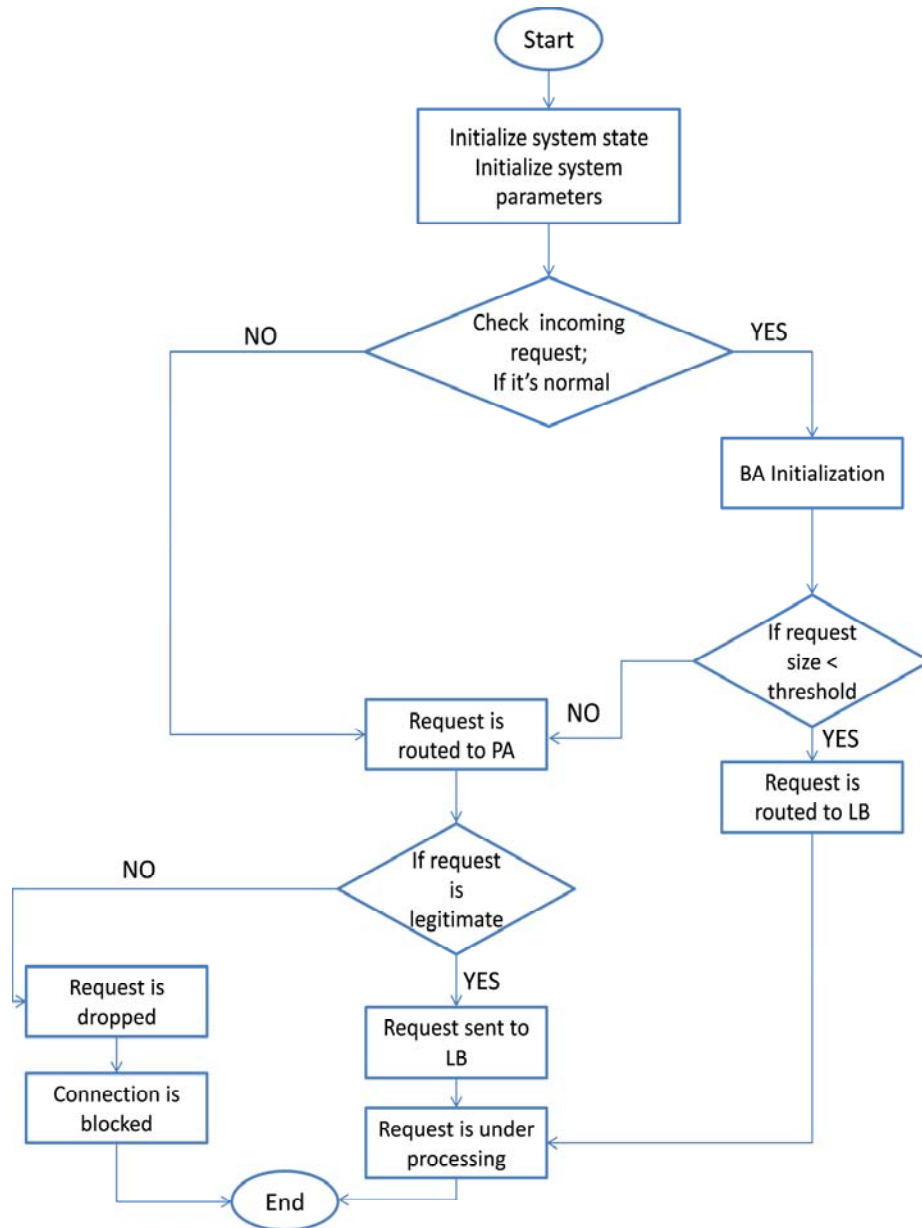 Start
Initialize system state
Initialize system
parameters
Check incoming
request;
If it's normal
NO
YES
BA Initialization
If request
size <
threshold
NO
YES
Request is
routed to PA
Request is
routed to LB
If request
is
legitimate
NO
YES
Request is
dropped
Request sent to
LB
Connection is
blocked
Request is under
processing
End